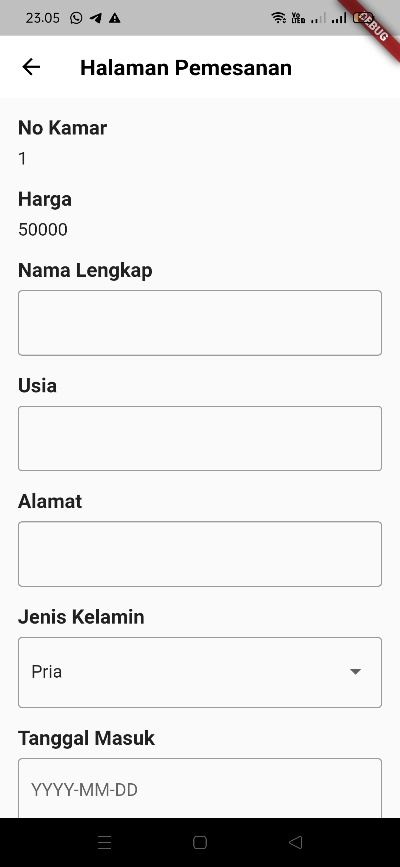 23.05
DEBUG
Halaman Pemesanan
No Kamar
1
Harga
50000
Nama Lengkap
Usia
Alamat
Jenis Kelamin
Pria
Tanggal Masuk
YYYY-MM-DD